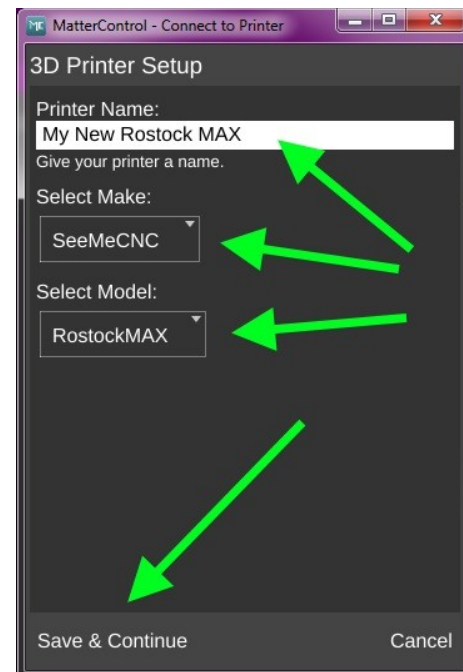 MatterControl - Connect to Printer
3D Printer Setup
Printer Name:
My New Rostock MAX
Give your printer a name.
Select Make:
SeeMeCNC
Select Model:
RostockMAX
Save & Continue Cancel